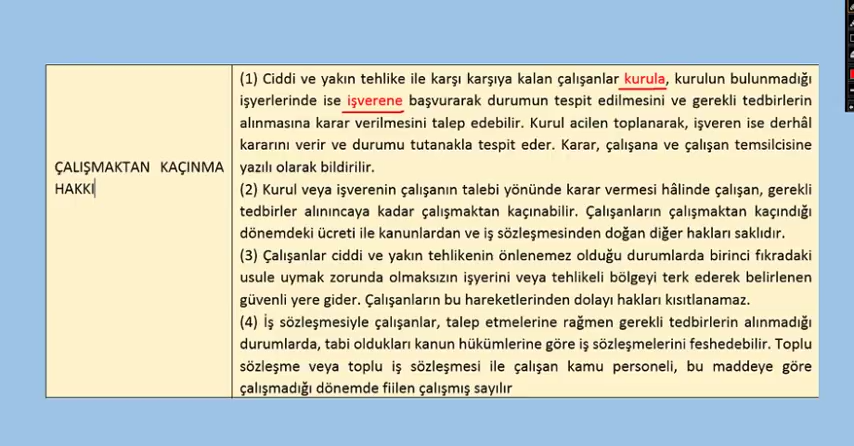 (1) Ciddi ve yakın tehlike ile karşı karşıya kalan çalışanlar kurula, kurulun bulunmadığı
işyerlerinde ise işverene başvurarak durumun tespit edilmesini ve gerekli tedbirlerin
alınmasına karar verilmesini talep edebilir. Kurul acilen toplanarak, işveren ise derhâl
kararını verir ve durumu tutanakla tespit eder. Karar, çalışana ve çalışan temsilcisine
ÇALIŞMAKTAN KAÇINMA
HAKKI
yazılı olarak bildirilir.
(2) Kurul veya işverenin çalışanın talebi yönünde karar vermesi hâlinde çalışan, gerekli
tedbirler alınıncaya kadar çalışmaktan kaçınabilir. Çalışanların çalışmaktan kaçındığı
dönemdeki ücreti ile kanunlardan ve iş sözleşmesinden doğan diğer hakları saklıdır.
(3) Çalışanlar ciddi ve yakın tehlikenin önlenemez olduğu durumlarda birinci fıkradaki
usule uymak zorunda olmaksızın işyerini veya tehlikeli bölgeyi terk ederek belirlenen
güvenli yere gider. Çalışanların bu hareketlerinden dolayı hakları kısıtlanamaz.
(4) İş sözleşmesiyle çalışanlar, talep etmelerine rağmen gerekli tedbirlerin alınmadığı
durumlarda, tabi oldukları kanun hükümlerine göre iş sözleşmelerini feshedebilir. Toplu
sözleşme veya toplu iş sözleşmesi ile çalışan kamu personeli, bu maddeye göre
çalışmadığı dönemde fiilen çalışmış sayılır